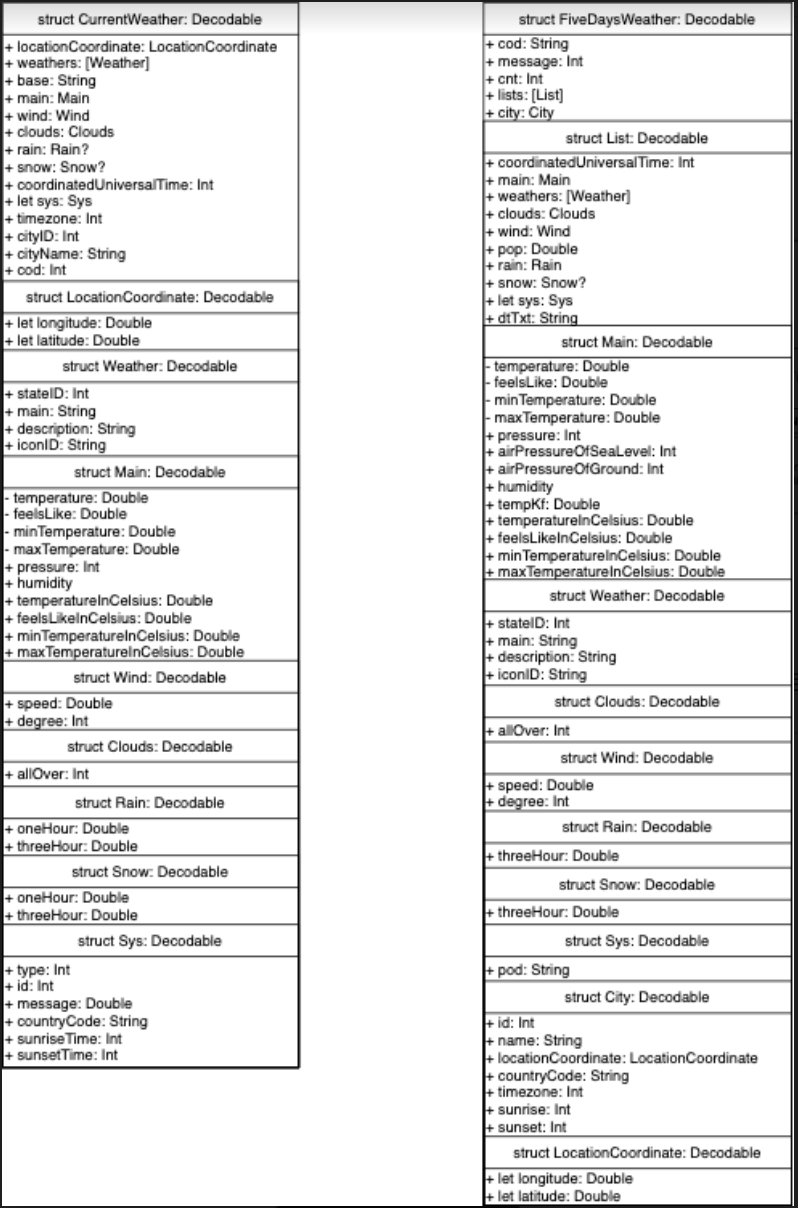 struct CurrentWeather: Decodable
+ locationCoordinate: LocationCoordinate
+ weathers: [Weather]
+ base: String
+ main: Main
+ wind: Wind
+ clouds: Clouds
+ rain: Rain?
+ snow: Snow?
+ coordinatedUniversalTime: Int
+ let sys: Sys
+ timezone: Int
+ cityID: Int
+ cityName: String
+ cod: Int
struct LocationCoordinate: Decodable
+ let longitude: Double
+ let latitude: Double
struct Weather: Decodable
+ stateID: Int
+ main: String
+ description: String
+ iconID: String
struct Main: Decodable
- temperature: Double
- feelsLike: Double
- minTemperature: Double
- maxTemperature: Double
+ pressure: Int
+ humidity
+ temperatureInCelsius: Double
+ feelsLikeInCelsius: Double
+ minTemperatureInCelsius: Double
+ maxTemperatureInCelsius: Double
struct Wind: Decodable
+ speed: Double
+ degree: Int
struct Clouds: Decodable
+ allOver: Int
struct Rain: Decodable
+ oneHour: Double
+ threeHour: Double
struct Snow: Decodable
+ oneHour: Double
+ threeHour: Double
struct Sys: Decodable
+ type: Int
+ id: Int
+ message: Double
+ countryCode: String
+ sunriseTime: Int
+ sunsetTime: Int
struct FiveDaysWeather: Decodable
+ cod: String
+ message: Int
+ cnt: Int
+ lists: [List]
+ city: City
struct List: Decodable
+ coordinatedUniversalTime: Int
+ main: Main
+ weathers: [Weather]
+ clouds: Clouds
+ wind: Wind
+ pop: Double
+ rain: Rain
+ snow: Snow?
+ let sys: Sys
+ dtTxt: String
struct Main: Decodable
- temperature: Double
- feelsLike: Double
- minTemperature: Double
- maxTemperature: Double
+ pressure: Int
+ airPressureOfSeaLevel: Int
+ airPressureOfGround: Int
+ humidity
+ tempKf: Double
+ temperatureInCelsius: Double
+ feelsLikeInCelsius: Double
+ minTemperatureInCelsius: Double
+ maxTemperatureInCelsius: Double
struct Weather: Decodable
+ stateID: Int
+ main: String
+ description: String
+ iconID: String
struct Clouds: Decodable
+ allOver: Int
struct Wind: Decodable
+ speed: Double
+ degree: Int
struct Rain: Decodable
+ threeHour: Double
struct Snow: Decodable
+ threeHour: Double
struct Sys: Decodable
+ pod: String
struct City: Decodable
+ id: Int
+ name: String
+ locationCoordinate: LocationCoordinate
+ countryCode: String
+ timezone: Int
+ sunrise: Int
+ sunset: Int
struct LocationCoordinate: Decodable
+ let longitude: Double
+ let latitude: Double